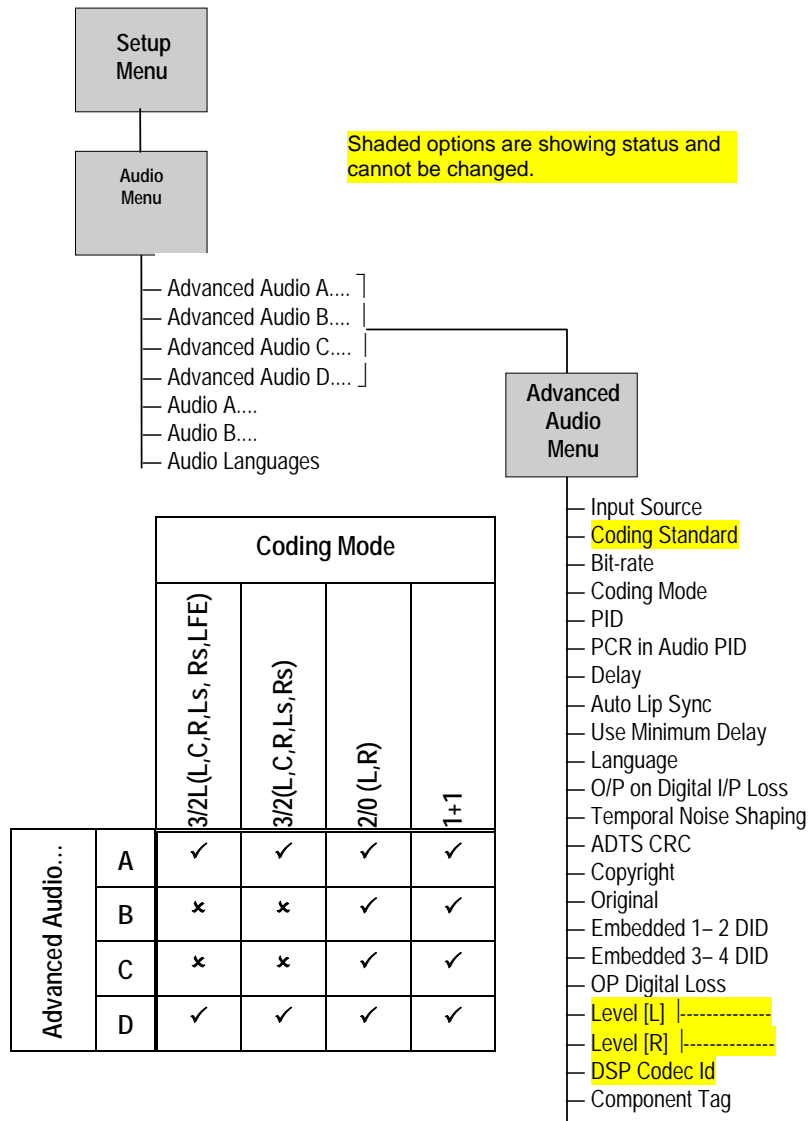 Setup
Menu
Shaded options are showing status and
cannot be changed.
Audio
Menu
Advanced Audio A....
Advanced Audio B....
Advanced Audio C....
Advanced Audio D....
Audio A....
Audio B....
Audio Languages
Advanced
Audio
Menu
Input Source
Coding Standard
Bit-rate
Coding Mode
PID
PCR in Audio PID
Delay
Auto Lip Sync
Use Minimum Delay
Language
O/P on Digital I/P Loss
Temporal Noise Shaping
ADTS CRC
Copyright
Original
Embedded 1– 2 DID
Embedded 3– 4 DID
OP Digital Loss
Level [L] |--------------
Level [R] |--------------
DSP Codec Id
Component Tag
Coding Mode
3/2L(L,C,R,Ls, Rs,LFE)
3/2(L,C,R,Ls,Rs)
2/0 (L,R)
1+1
Advanced Audio...
A ✓ ✓ ✓ ✓
B × × ✓ ✓
C × × ✓ ✓
D ✓ ✓ ✓ ✓